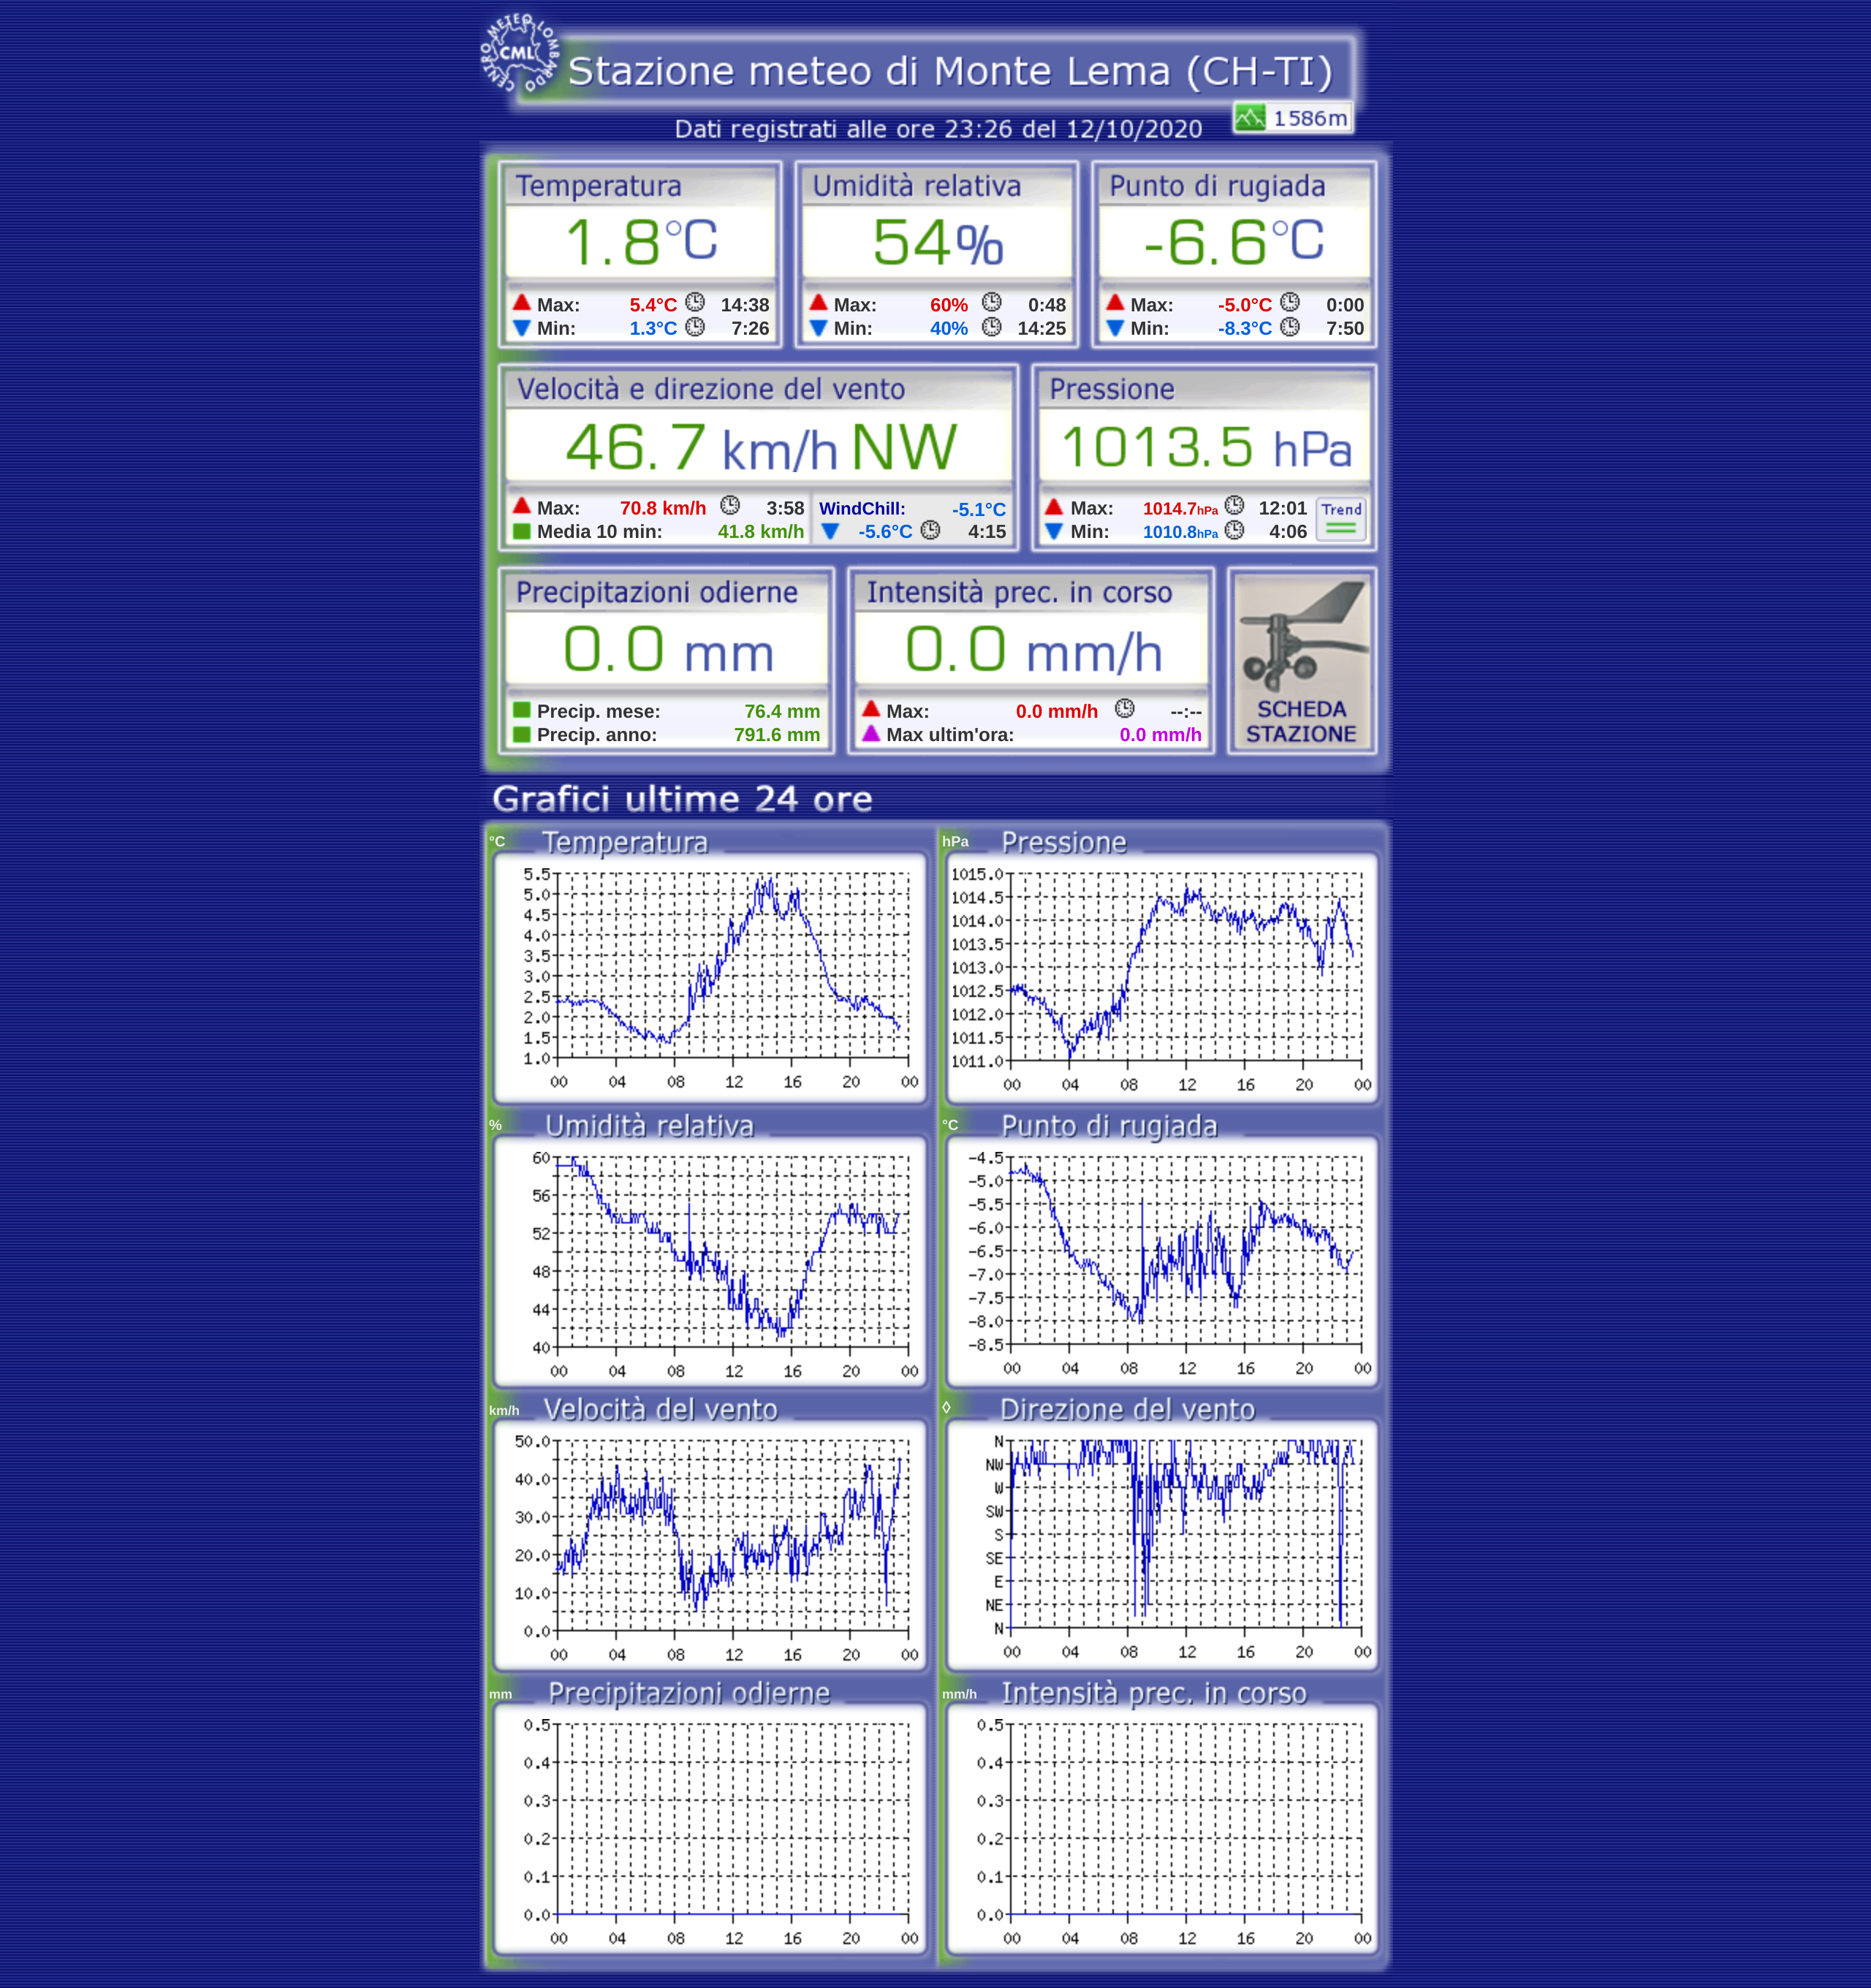 CENTRO METEO LOMBARDO
CML
Stazione meteo di Monte Lema (CH-TI)
1586m
Dati registrati alle ore 23:26 del 12/10/2020
Temperatura
1.8°C
Max: 5.4°C 14:38
Min: 1.3°C 7:26
Umidità relativa
54%
Max: 60% 0:48
Min: 40% 14:25
Punto di rugiada
-6.6°C
Max: -5.0°C 0:00
Min: -8.3°C 7:50
Velocità e direzione del vento
46.7 km/h NW
Max: 70.8 km/h 3:58
Media 10 min: 41.8 km/h
WindChill: -5.1°C
-5.6°C 4:15
Pressione
1013.5 hPa
Max: 1014.7hPa 12:01
Min: 1010.8hPa 4:06
Trend
Precipitazioni odierne
0.0 mm
Precip. mese: 76.4 mm
Precip. anno: 791.6 mm
Intensità prec. in corso
0.0 mm/h
Max: 0.0 mm/h --:--
Max ultim'ora: 0.0 mm/h
SCHEDA
STAZIONE
Grafici ultime 24 ore
°C Temperatura
5.5
5.0
4.5
4.0
3.5
3.0
2.5
2.0
1.5
1.0
00 04 08 12 16 20 00
hPa Pressione
1015.0
1014.5
1014.0
1013.5
1013.0
1012.5
1012.0
1011.5
1011.0
00 04 08 12 16 20 00
% Umidità relativa
60
56
52
48
44
40
00 04 08 12 16 20 00
°C Punto di rugiada
-4.5
-5.0
-5.5
-6.0
-6.5
-7.0
-7.5
-8.0
-8.5
00 04 08 12 16 20 00
km/h Velocità del vento
50.0
40.0
30.0
20.0
10.0
0.0
00 04 08 12 16 20 00
◊ Direzione del vento
N
NW
W
SW
S
SE
E
NE
N
00 04 08 12 16 20 00
mm Precipitazioni odierne
0.5
0.4
0.3
0.2
0.1
0.0
00 04 08 12 16 20 00
mm/h Intensità prec. in corso
0.5
0.4
0.3
0.2
0.1
0.0
00 04 08 12 16 20 00